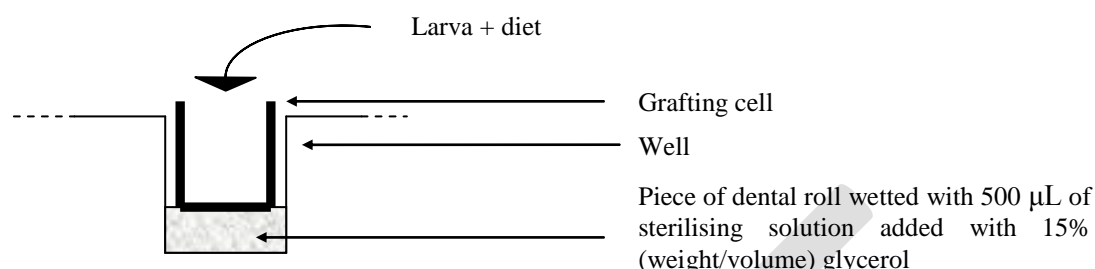 Larva + diet
Grafting cell
Well
Piece of dental roll wetted with 500 μL of
sterilising solution added with 15%
(weight/volume) glycerol